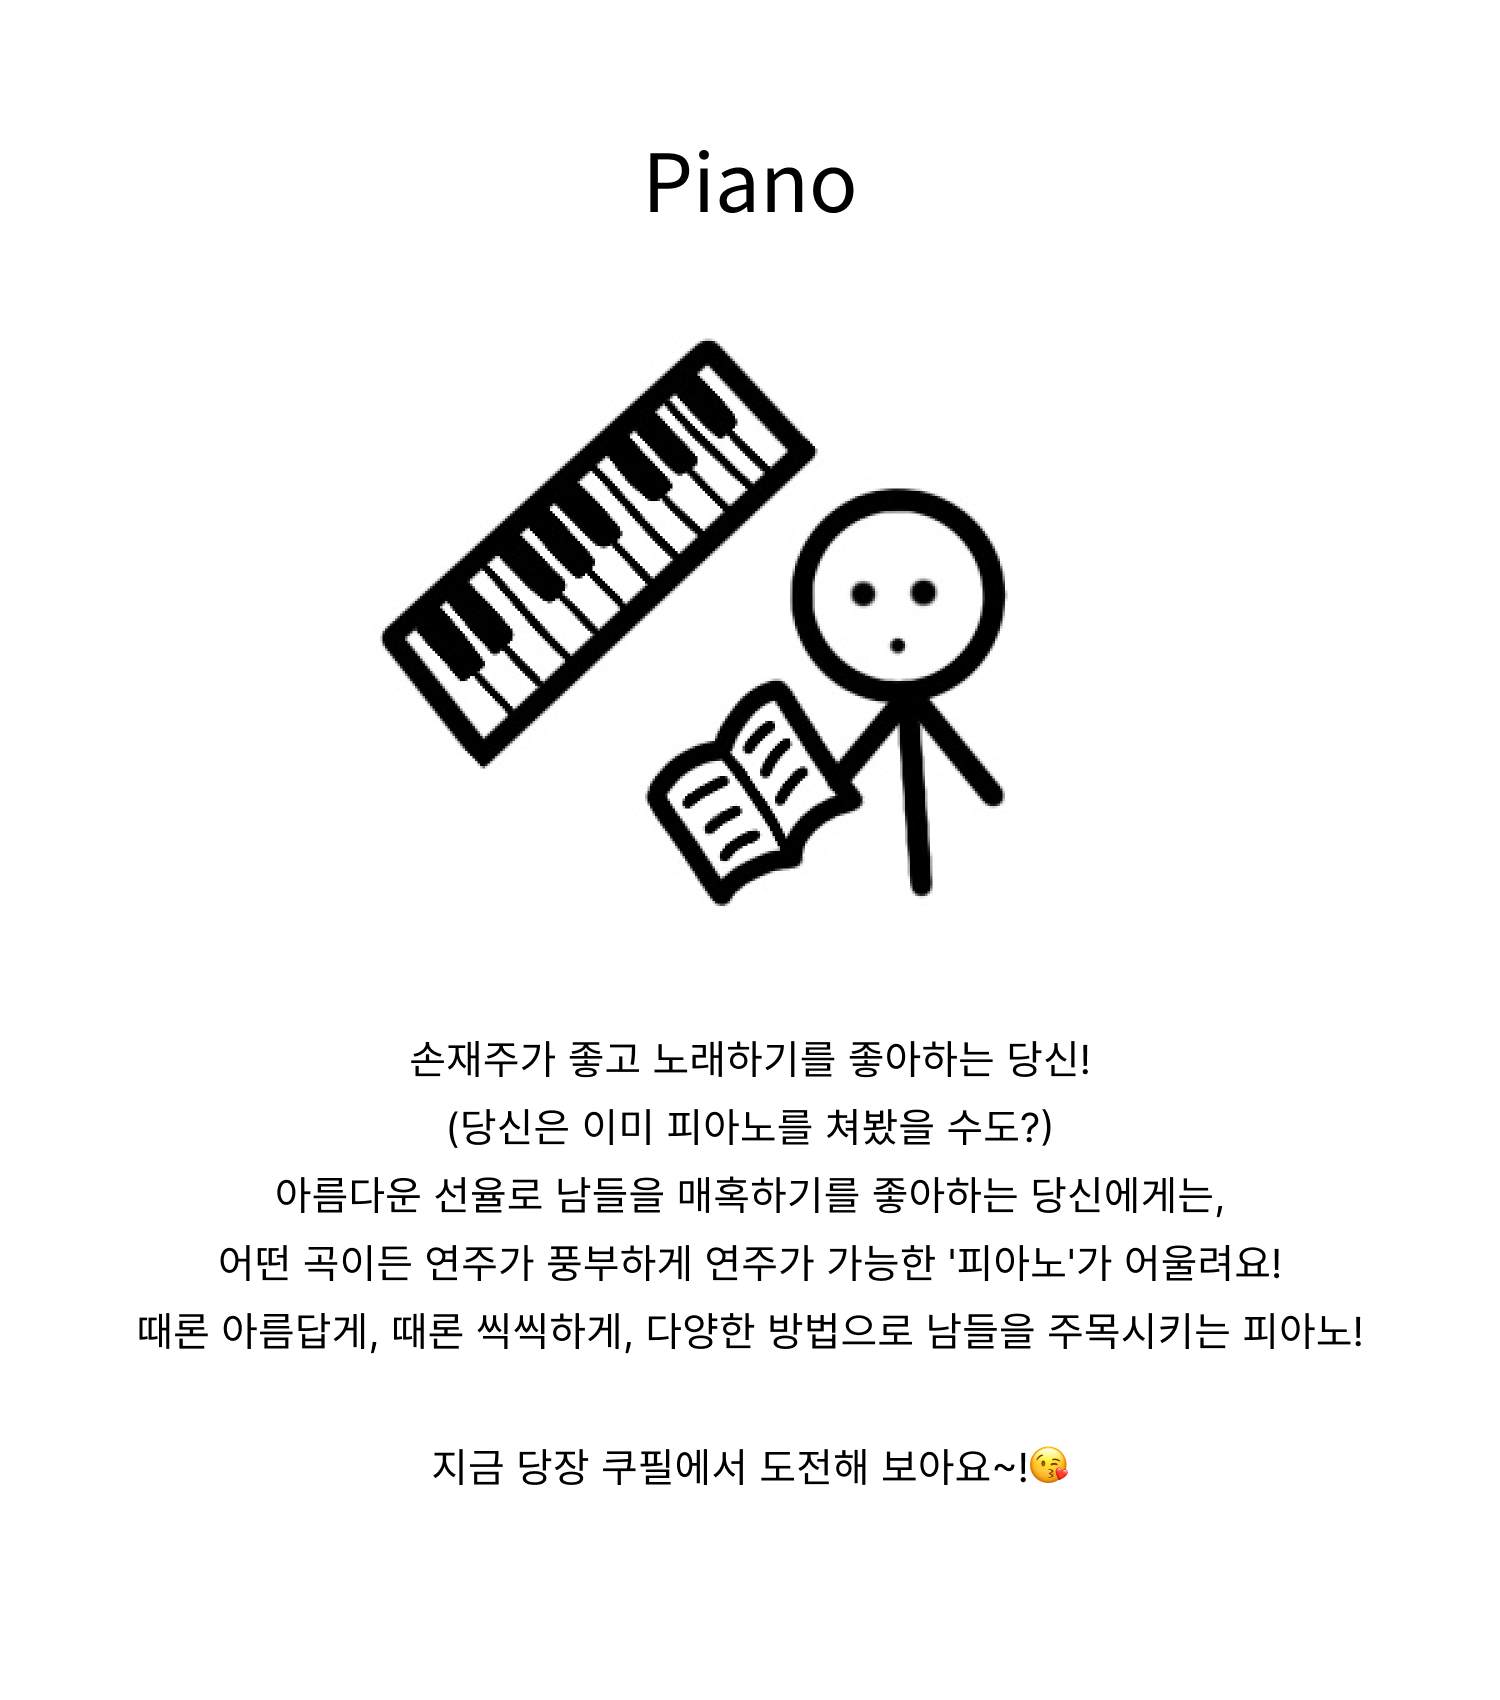 Piano
손재주가 좋고 노래하기를 좋아하는 당신!
(당신은 이미 피아노를 쳐봤을 수도?)
아름다운 선율로 남들을 매혹하기를 좋아하는 당신에게는,
어떤 곡이든 연주가 풍부하게 연주가 가능한 '피아노'가 어울려요!
때론 아름답게, 때론 씩씩하게, 다양한 방법으로 남들을 주목시키는 피아노!
지금 당장 쿠필에서 도전해 보아요~!😘